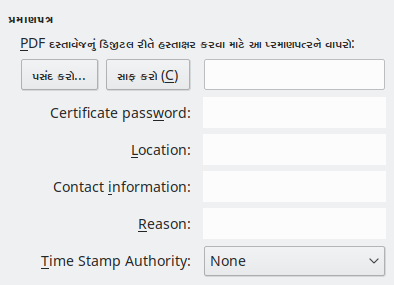 પ્રમાણપત્ર
PDF દસ્તાવેજનું ડિજીટલ રીતે હસ્તાક્ષર કરવા માટે આ પ્રમાણપત્રને વાપરો:
પસંદ કરો... સાફ કરો (C)
Certificate password:
Location:
Contact information:
Reason:
Time Stamp Authority: None